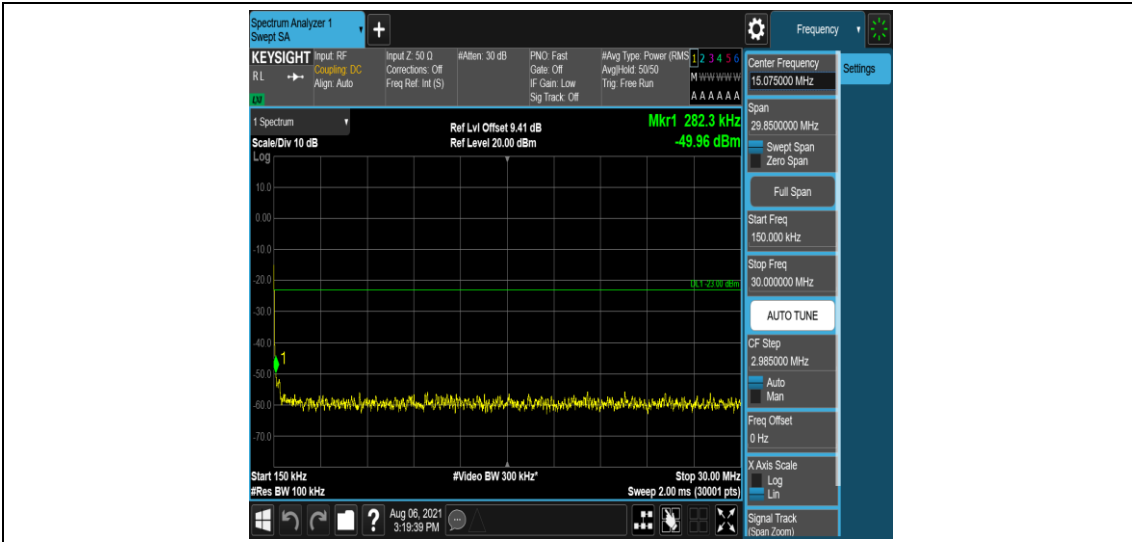 Spectrum Analyzer 1
Swept SA
Frequency
KEYSIGHT
RL
LXI
Input: RF
Coupling: DC
Align: Auto
Input Z: 50 Ω
Corrections: Off
Freq Ref: Int (S)
#Atten: 30 dB
PNO: Fast
Gate: Off
IF Gain: Low
Sig Track: Off
#Avg Type: Power (RMS
Avg|Hold: 50/50
Trig: Free Run
1 2 3 4 5 6
M W W W W W
A A A A A A
1 Spectrum
Scale/Div 10 dB
Ref Lvl Offset 9.41 dB
Ref Level 20.00 dBm
Mkr1 282.3 kHz
-49.96 dBm
Log
10.0
0.00
-10.0
-20.0
DL1 -23.00 dBm
-30.0
-40.0
1
-50.0
-60.0
-70.0
Start 150 kHz
#Res BW 100 kHz
#Video BW 300 kHz*
Stop 30.00 MHz
Sweep 2.00 ms (30001 pts)
Center Frequency
15.075000 MHz
Settings
Span
29.8500000 MHz
Swept Span
Zero Span
Full Span
Start Freq
150.000 kHz
Stop Freq
30.000000 MHz
AUTO TUNE
CF Step
2.985000 MHz
Auto
Man
Freq Offset
0 Hz
X Axis Scale
Log
Lin
Signal Track
(Span Zoom)
?
Aug 06, 2021
3:19:39 PM